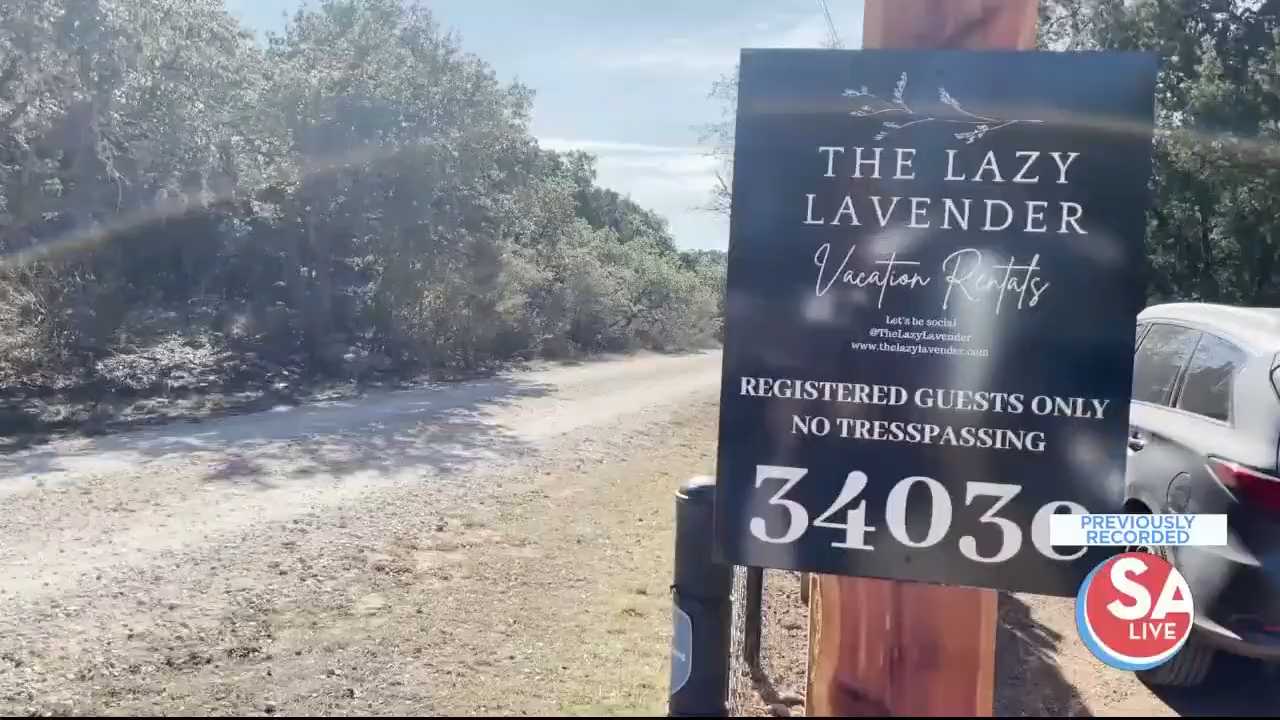 THE LAZY
LAVENDER
Vacation Rentals
Let's be social
@TheLazyLavender
www.thelazylavender.com
REGISTERED GUESTS ONLY
NO TRESSPASSING
3403
PREVIOUSLY
RECORDED
SA
LIVE